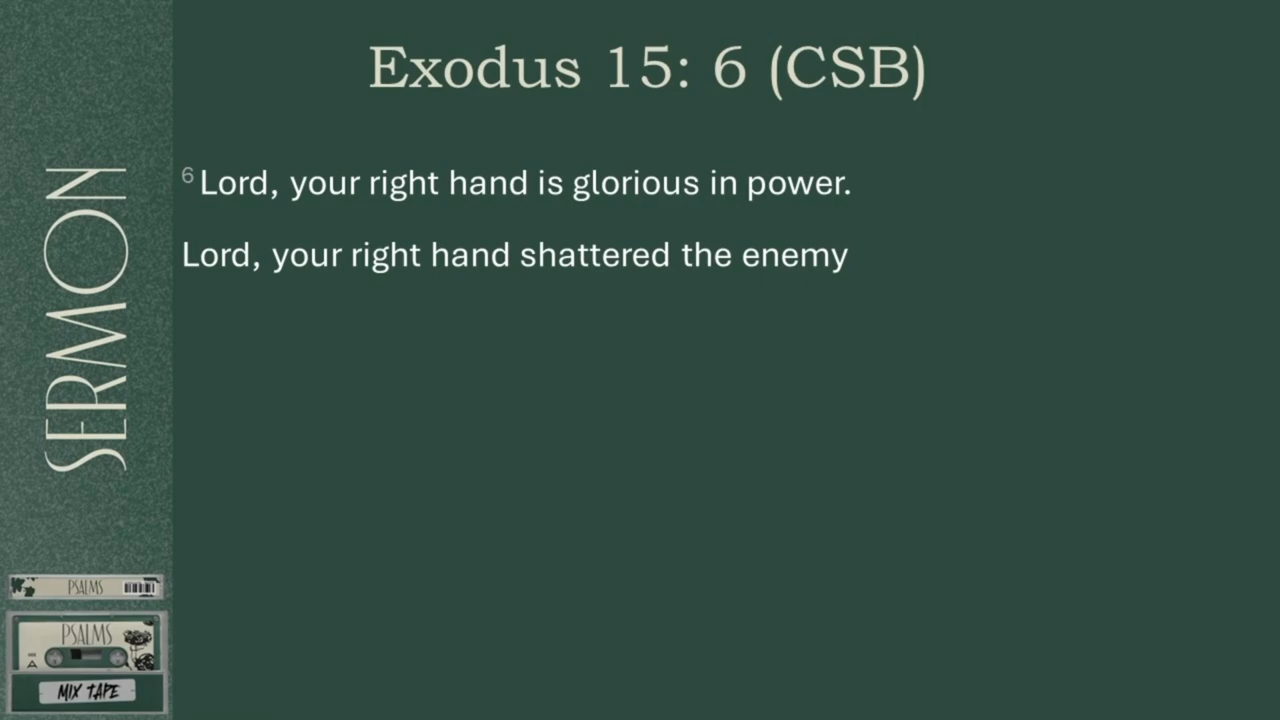 Exodus 15: 6 (CSB)
6 Lord, your right hand is glorious in power.
Lord, your right hand shattered the enemy
SERMON
PSALMS
PSALMS
A
MIX TAPE